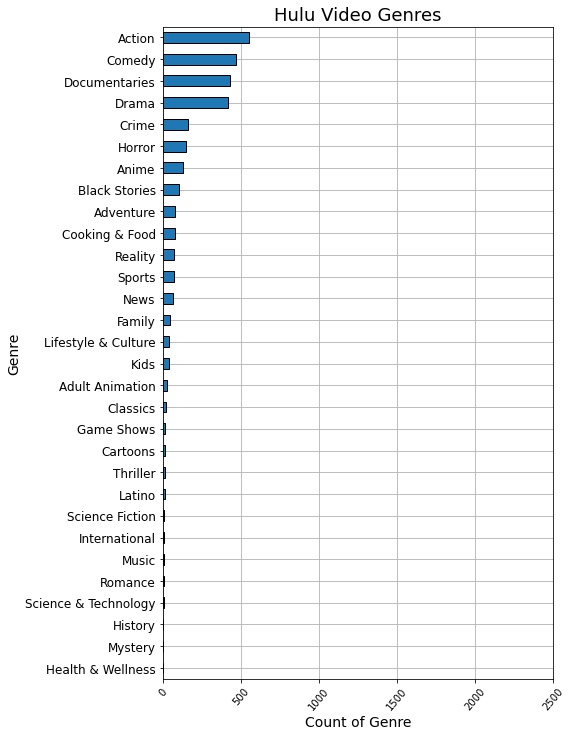 Hulu Video Genres
Action
Comedy
Documentaries
Drama
Crime
Horror
Anime
Black Stories
Adventure
Cooking & Food
Reality
Sports
News
Family
Lifestyle & Culture
Kids
Adult Animation
Classics
Game Shows
Cartoons
Thriller
Latino
Science Fiction
International
Music
Romance
Science & Technology
History
Mystery
Health & Wellness
Genre
0
500
1000
1500
2000
2500
Count of Genre